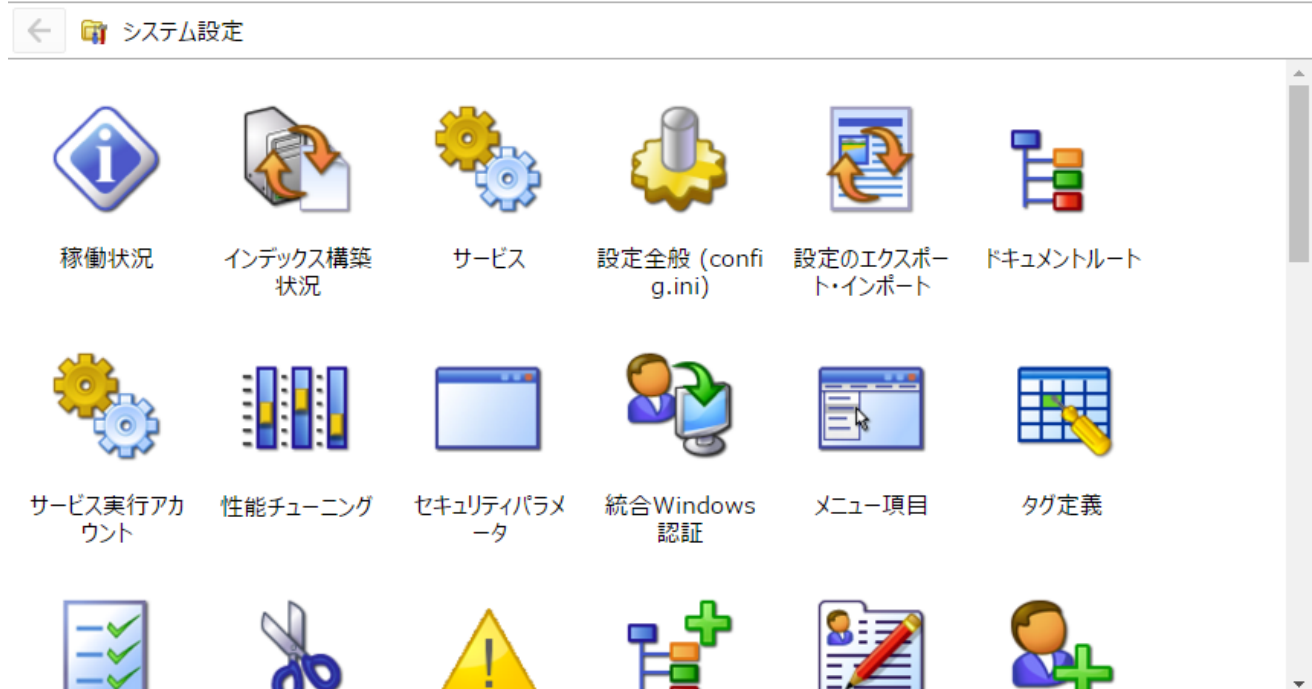 システム設定
稼働状況
インデックス構築
状況
サービス
設定全般 (confi
g.ini)
設定のエクスポー
ト・インポート
ドキュメントルート
サービス実行アカ
ウント
性能チューニング
セキュリティパラメ
ータ
統合Windows
認証
メニュー項目
タグ定義